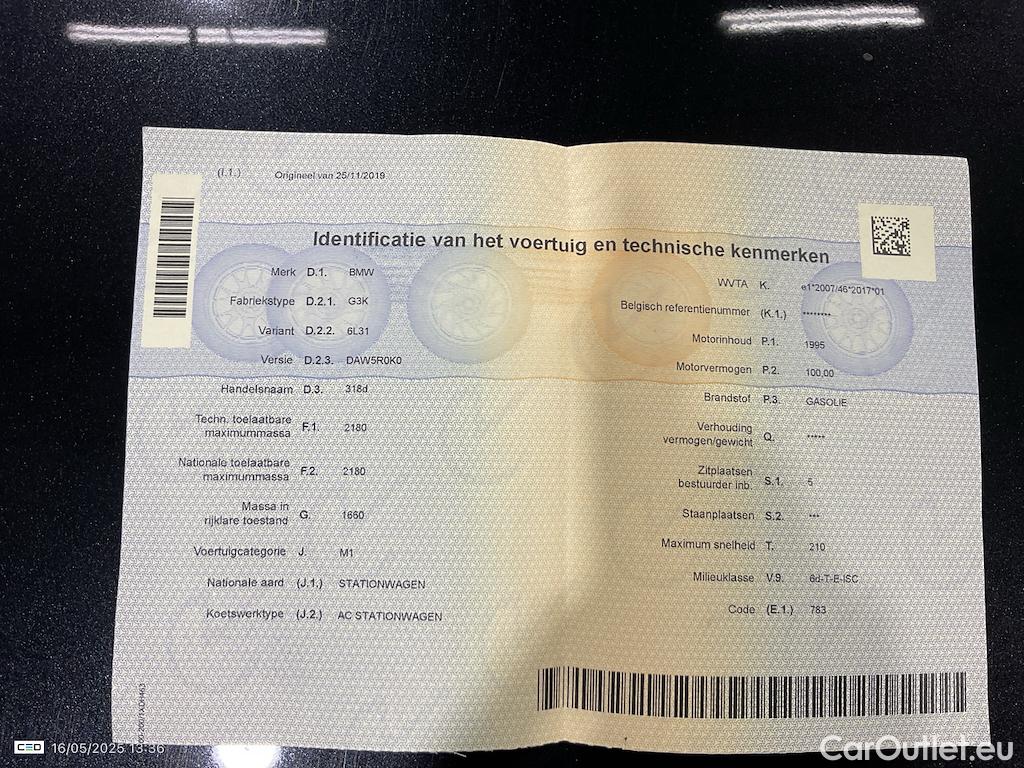 (I.1.) Origineel van 25/11/2019
Identificatie van het voertuig en technische kenmerken
Merk D.1. BMW
Fabriekstype D.2.1. G3K
Variant D.2.2. 6L31
Versie D.2.3. DAW5R0K0
Handelsnaam D.3. 318d
Techn. toelaatbare
maximummassa F.1. 2180
Nationale toelaatbare
maximummassa F.2. 2180
Massa in
rijklare toestand G. 1660
Voertuigcategorie J. M1
Nationale aard (J.1.) STATIONWAGEN
Koetswerktype (J.2.) AC STATIONWAGEN
WVTA K. e1*2007/46*2017*01
Belgisch referentienummer (K.1.) ********
Motorinhoud P.1. 1995
Motorvermogen P.2. 100,00
Brandstof P.3. GASOLIE
Verhouding
vermogen/gewicht Q. *****
Zitplaatsen
bestuurder inb. S.1. 5
Staanplaatsen S.2. ***
Maximum snelheid T. 210
Milieuklasse V.9. 6d-T-E-ISC
Code (E.1.) 783
CEO 16/05/2025 13:36
CarOutlet.eu